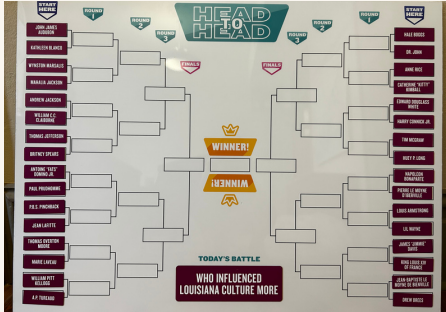 START
HERE
ROUND
1
ROUND
2
ROUND
3
HEAD
TO
HEAD
ROUND
3
ROUND
2
ROUND
1
START
HERE
FINALS
FINALS
JOHN JAMES
AUDUBON
KATHLEEN BLANCO
WYNTON MARSALIS
MAHALIA JACKSON
ANDREW JACKSON
WILLIAM C.C.
CLAIBORNE
THOMAS JEFFERSON
BRITNEY SPEARS
ANTOINE "FATS"
DOMINO JR.
PAUL PRUDHOMME
P.B.S. PINCHBACK
JEAN LAFITTE
THOMAS OVERTON
MOORE
MARIE LAVEAU
WILLIAM PITT
KELLOGG
A.P. TUREAUD
WINNER!
WINNER!
HALE BOGGS
DR. JOHN
ANNE RICE
CATHERINE "KITTY"
KIMBALL
EDWARD DOUGLASS
WHITE
HARRY CONNICK JR.
TIM MCGRAW
HUEY P. LONG
NAPOLEON
BONAPARTE
PIERRE LE MOYNE
D'IBERVILLE
LOUIS ARMSTRONG
LIL WAYNE
JAMES "JIMMIE"
DAVIS
KING LOUIS XIV
OF FRANCE
JEAN-BAPTISTE LE
MOYNE DE BIENVILLE
DREW BREES
TODAY'S BATTLE
WHO INFLUENCED
LOUISIANA CULTURE MORE